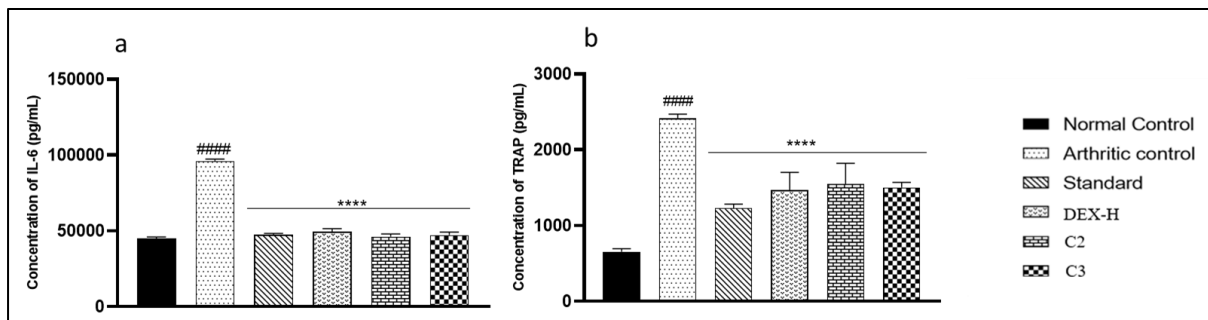 a
Concentration of IL-6 (pg/mL)
150000
100000
50000
0
####
****
b
Concentration of TRAP (pg/mL)
3000
2000
1000
0
####
****
Normal Control
Arthritic control
Standard
DEX-H
C2
C3